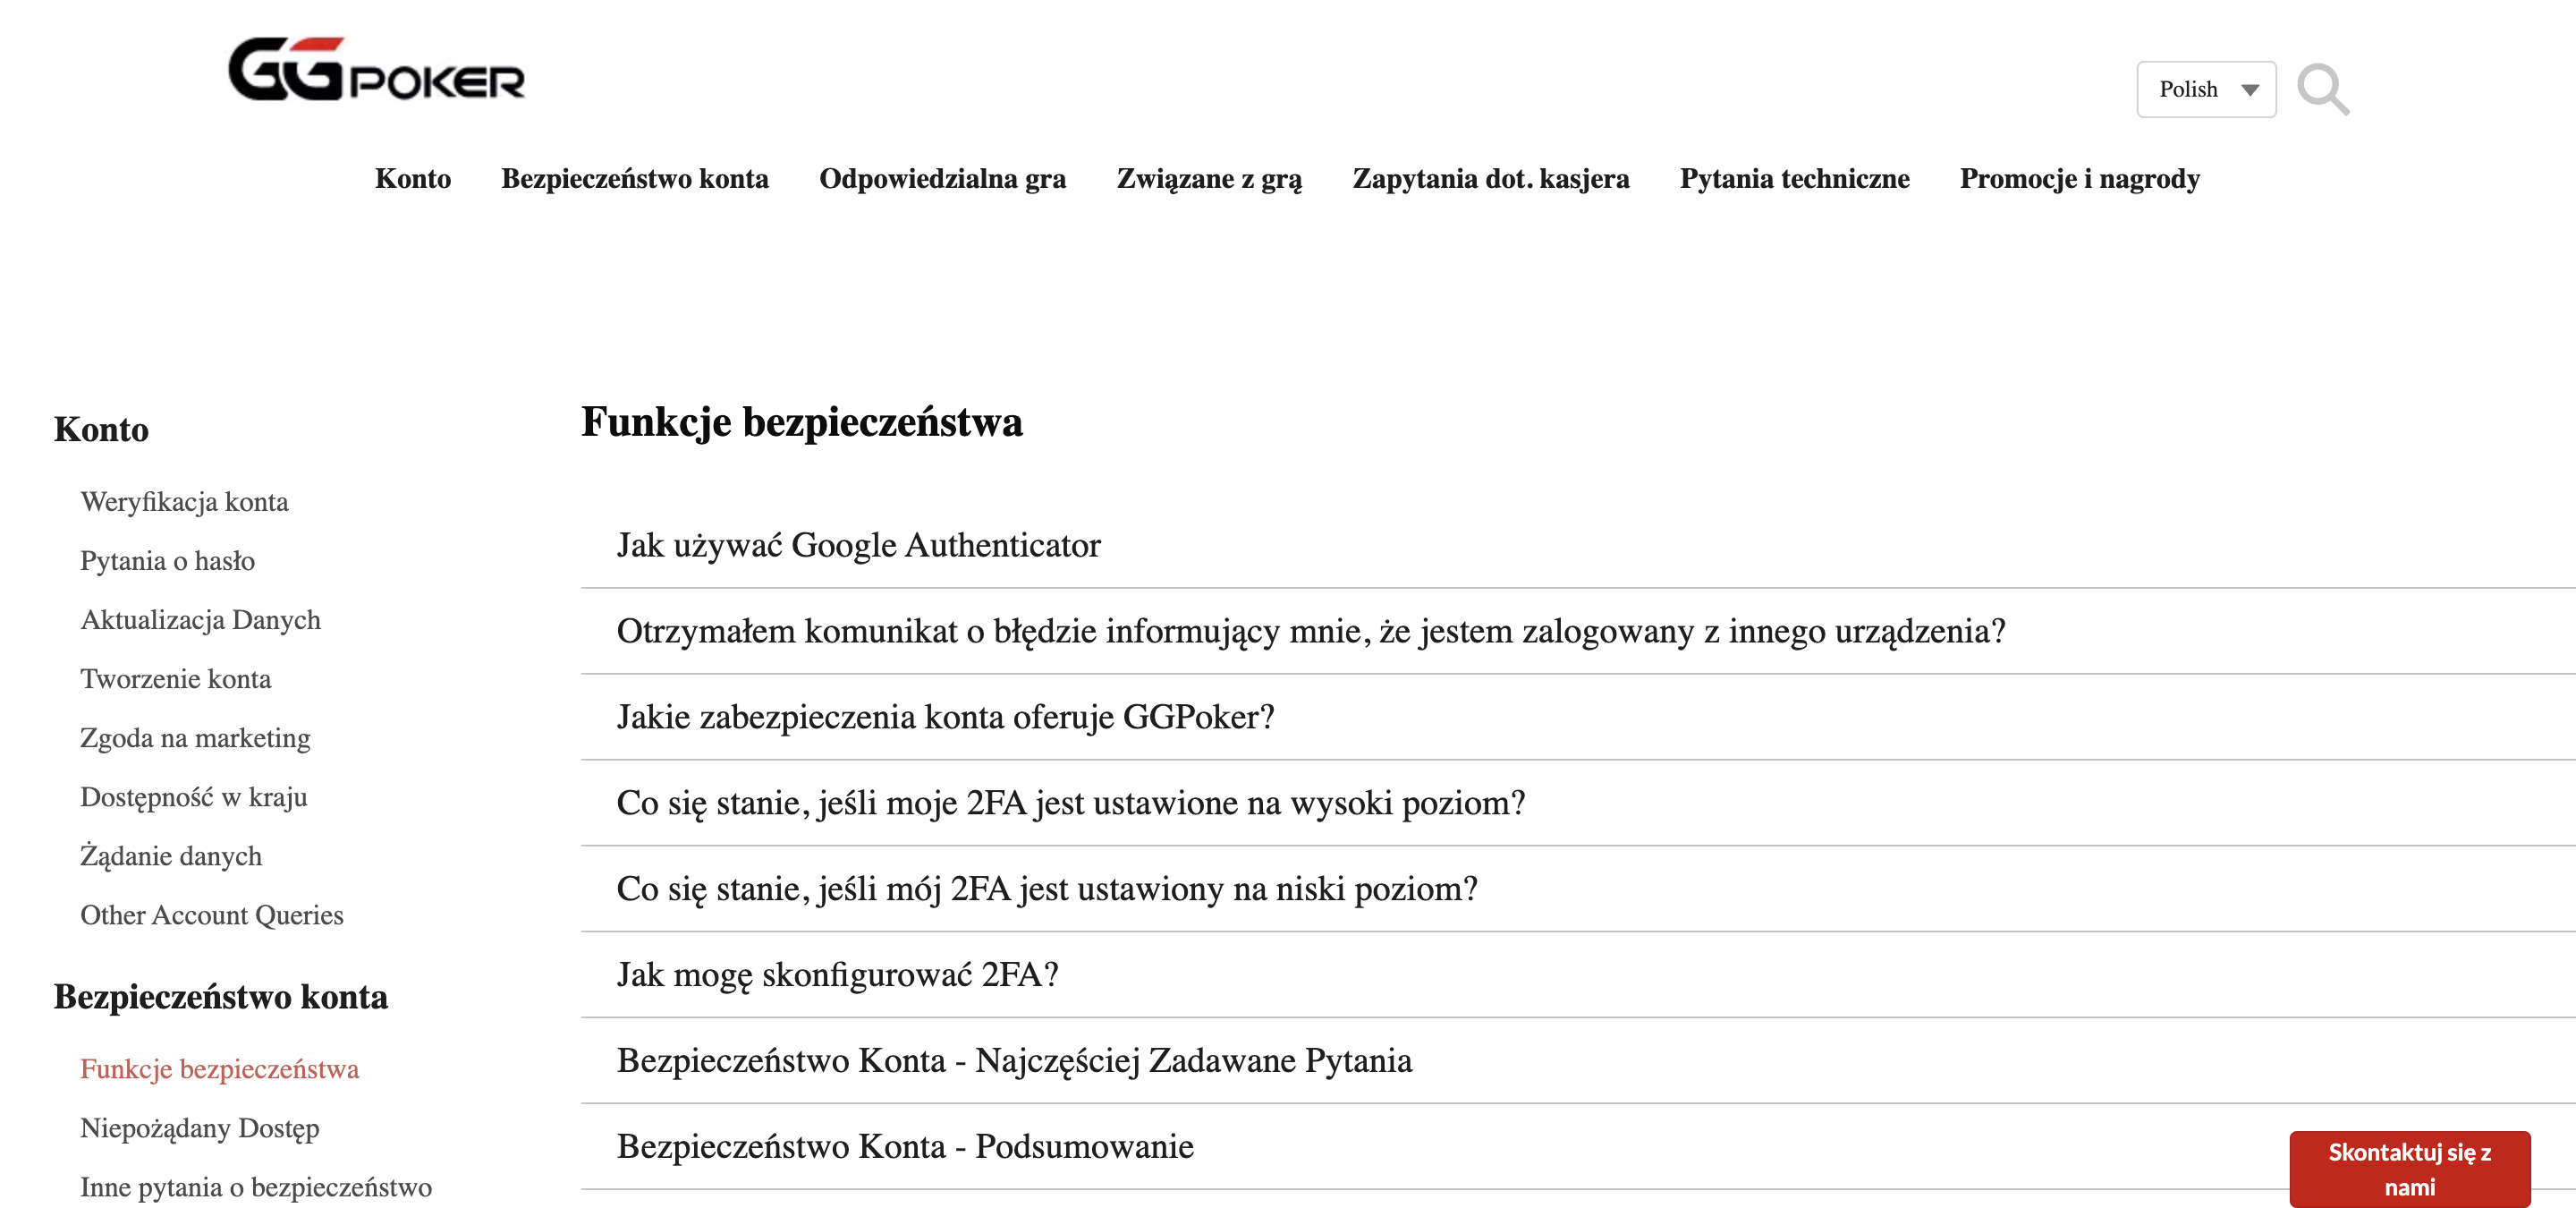 GGPOKER
Polish
Konto
Bezpieczeństwo konta
Odpowiedzialna gra
Związane z grą
Zapytania dot. kasjera
Pytania techniczne
Promocje i nagrody
Konto
Weryfikacja konta
Pytania o hasło
Aktualizacja Danych
Tworzenie konta
Zgoda na marketing
Dostępność w kraju
Żądanie danych
Other Account Queries
Bezpieczeństwo konta
Funkcje bezpieczeństwa
Niepożądany Dostęp
Inne pytania o bezpieczeństwo
Funkcje bezpieczeństwa
Jak używać Google Authenticator
Otrzymałem komunikat o błędzie informujący mnie, że jestem zalogowany z innego urządzenia?
Jakie zabezpieczenia konta oferuje GGPoker?
Co się stanie, jeśli moje 2FA jest ustawione na wysoki poziom?
Co się stanie, jeśli mój 2FA jest ustawiony na niski poziom?
Jak mogę skonfigurować 2FA?
Bezpieczeństwo Konta - Najczęściej Zadawane Pytania
Bezpieczeństwo Konta - Podsumowanie
Skontaktuj się z
nami